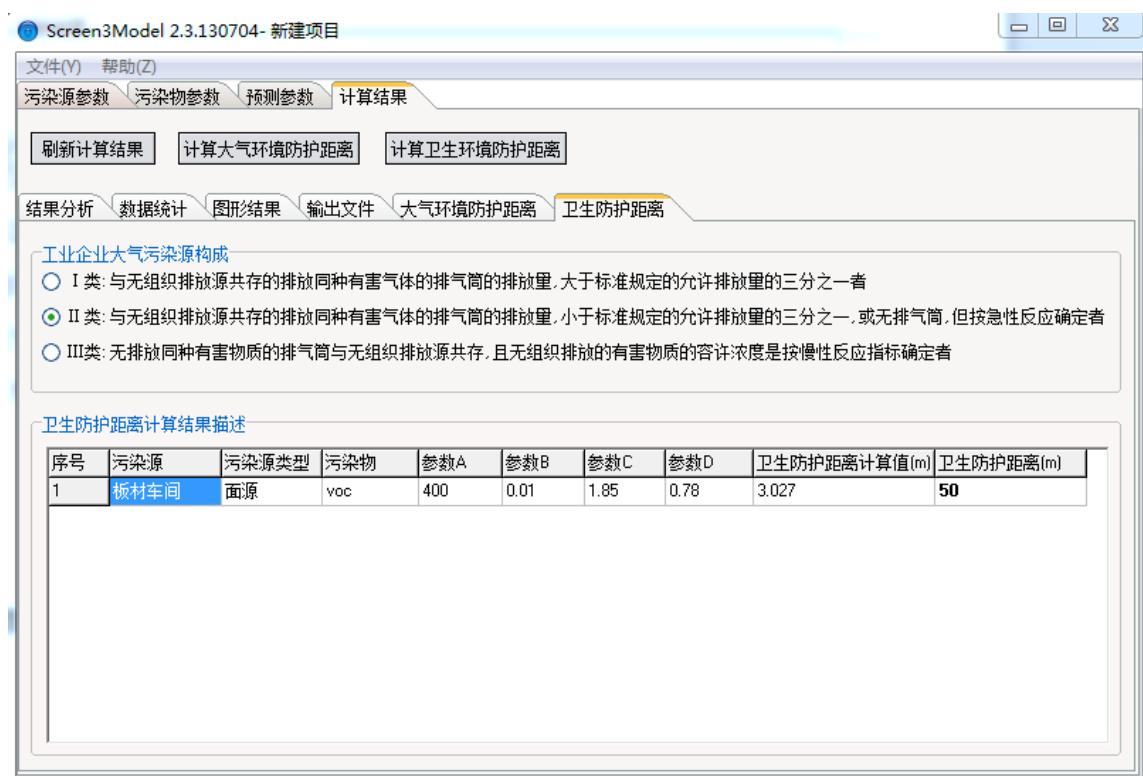 Screen3Model 2.3.130704- 新建项目
文件(Y) 帮助(Z)
污染源参数 污染物参数 预测参数 计算结果
刷新计算结果 计算大气环境防护距离 计算卫生环境防护距离
结果分析 数据统计 图形结果 输出文件 大气环境防护距离 卫生防护距离
工业企业大气污染源构成
I 类: 与无组织排放源共存的排放同种有害气体的排气筒的排放量,大于标准规定的允许排放量的三分之一者
II 类: 与无组织排放源共存的排放同种有害气体的排气筒的排放量,小于标准规定的允许排放量的三分之一,或无排气筒,但按急性反应确定者
III类: 无排放同种有害物质的排气筒与无组织排放源共存,且无组织排放的有害物质的容许浓度是按慢性反应指标确定者
卫生防护距离计算结果描述
序号 污染源 污染源类型 污染物 参数A 参数B 参数C 参数D 卫生防护距离计算值(m) 卫生防护距离(m)
1 板材车间 面源 voc 400 0.01 1.85 0.78 3.027 50